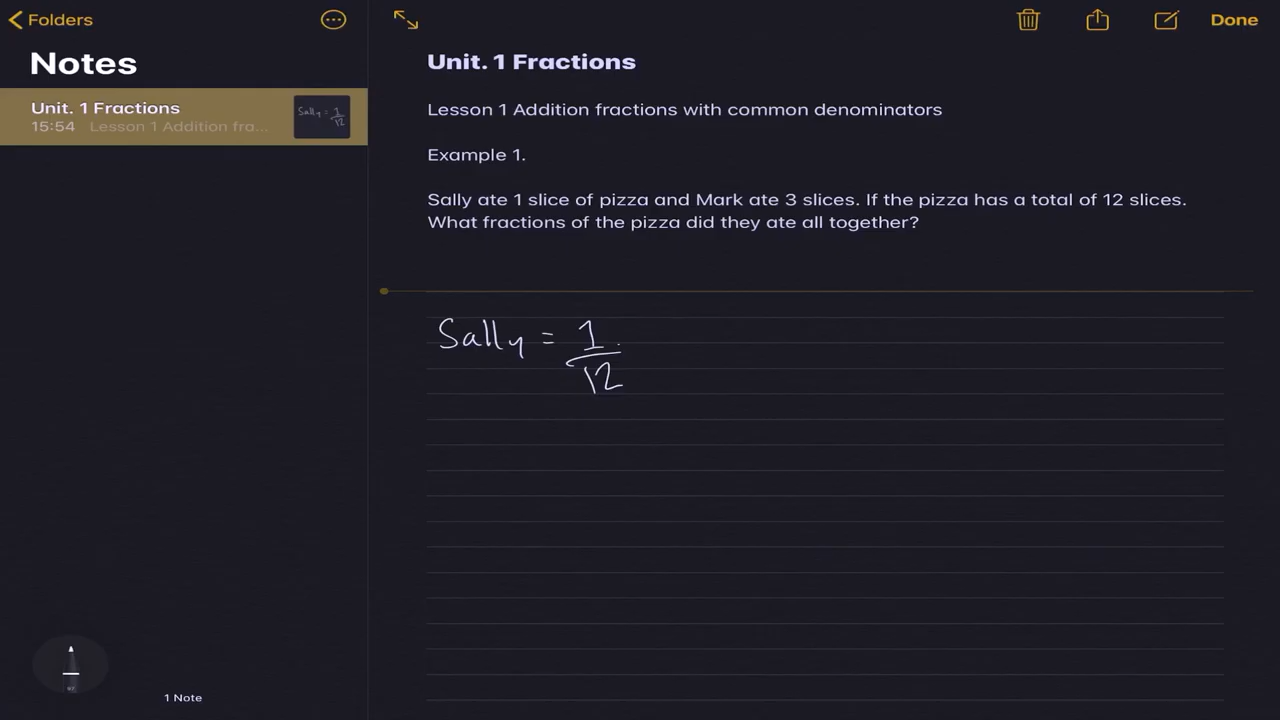 Folders
Done
Notes
Unit. 1 Fractions
15:54 Lesson 1 Addition fra...
Sally = 1
12
1 Note
Unit. 1 Fractions
Lesson 1 Addition fractions with common denominators
Example 1.
Sally ate 1 slice of pizza and Mark ate 3 slices. If the pizza has a total of 12 slices.
What fractions of the pizza did they ate all together?
Sally = 1
12